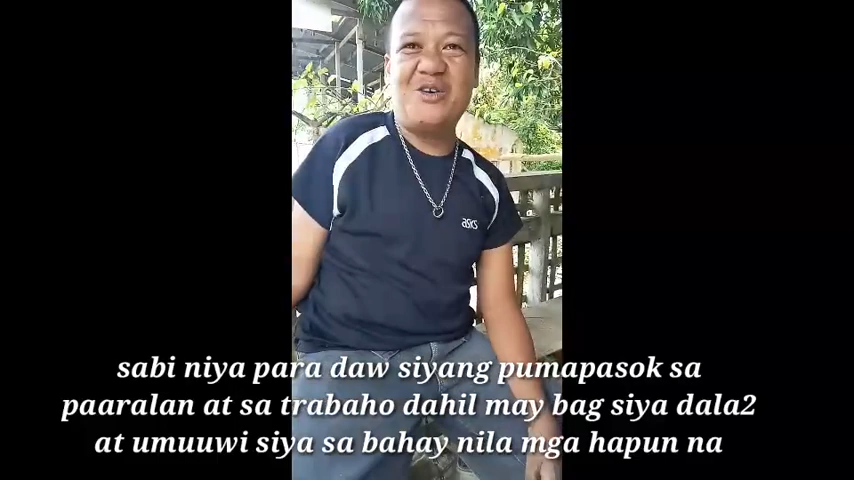 asics
sabi niya para daw siyang pumapasok sa
paaralan at sa trabaho dahil may bag siya dala2
at umuuwi siya sa bahay nila mga hapun na